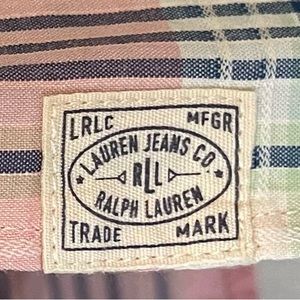 LRLC MFGR
LAUREN JEANS CO.
RLL
RALPH LAUREN
TRADE MARK